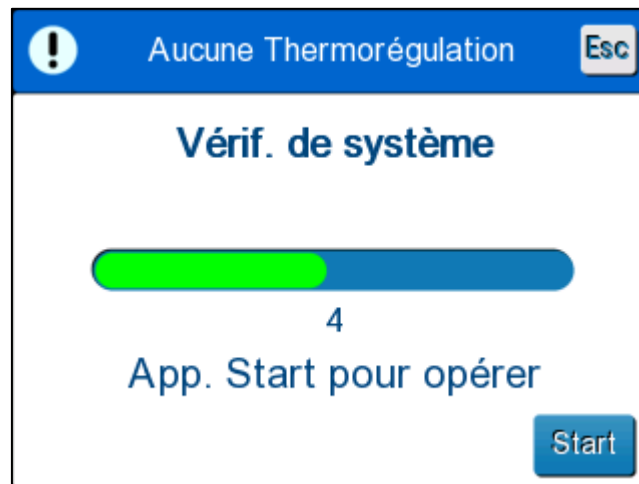 Aucune Thermorégulation Esc
Vérif. de système
4
App. Start pour opérer
Start